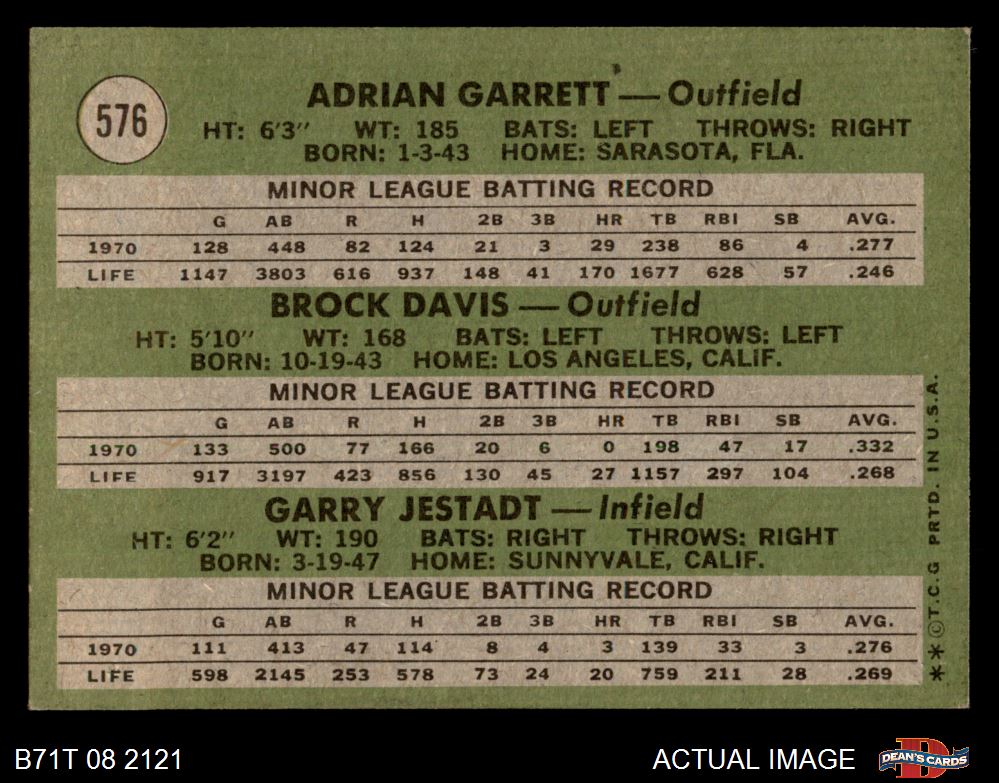 576
ADRIAN GARRETT — Outfield
HT: 6'3" WT: 185 BATS: LEFT THROWS: RIGHT
BORN: 1-3-43 HOME: SARASOTA, FLA.
MINOR LEAGUE BATTING RECORD
G AB R H 2B 3B HR TB RBI SB AVG.
1970 128 448 82 124 21 3 29 238 86 4 .277
LIFE 1147 3803 616 937 148 41 170 1677 628 57 .246
BROCK DAVIS — Outfield
HT: 5'10" WT: 168 BATS: LEFT THROWS: LEFT
BORN: 10-19-43 HOME: LOS ANGELES, CALIF.
MINOR LEAGUE BATTING RECORD
G AB R H 2B 3B HR TB RBI SB AVG.
1970 133 500 77 166 20 6 0 198 47 17 .332
LIFE 917 3197 423 856 130 45 27 1157 297 104 .268
GARRY JESTADT — Infield
HT: 6'2" WT: 190 BATS: RIGHT THROWS: RIGHT
BORN: 3-19-47 HOME: SUNNYVALE, CALIF.
MINOR LEAGUE BATTING RECORD
G AB R H 2B 3B HR TB RBI SB AVG.
1970 111 413 47 114 8 4 3 139 33 3 .276
LIFE 598 2145 253 578 73 24 20 759 211 28 .269
**©T.C.G PRTD. IN U.S.A.
B71T 08 2121 ACTUAL IMAGE DEAN'S CARDS